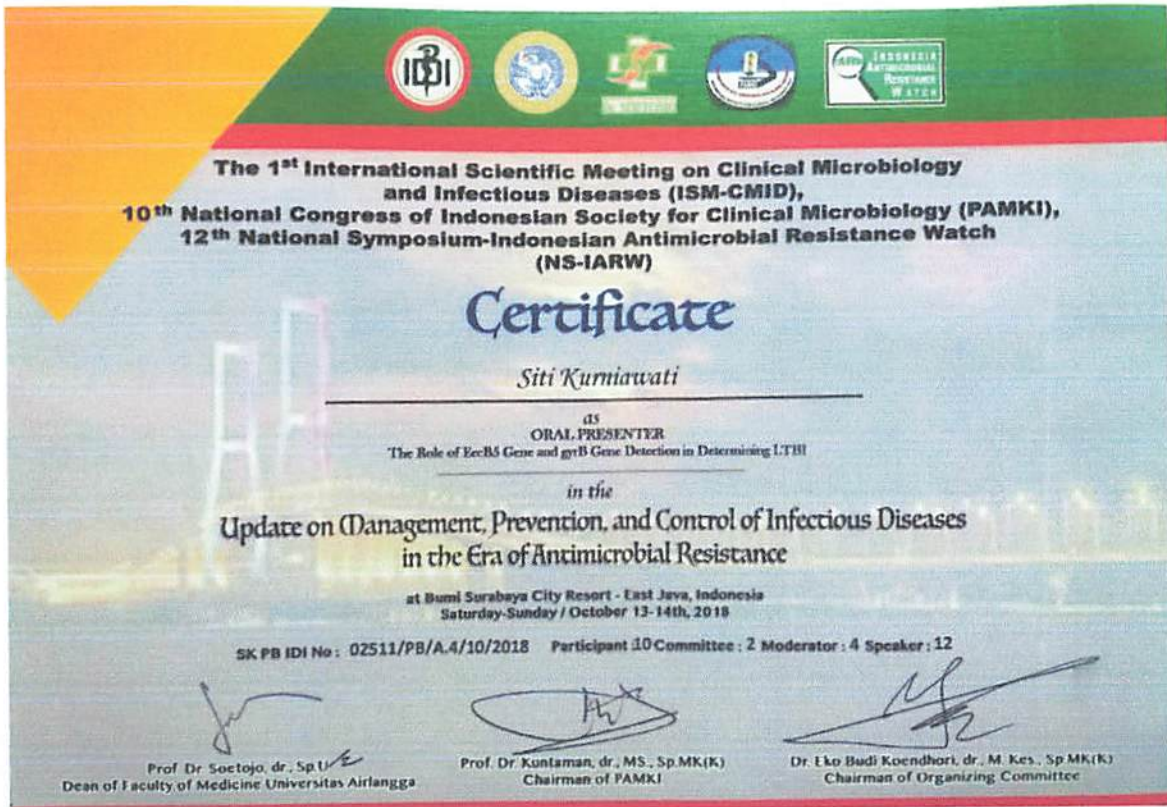 IDI
INDONESIA
ANTIMICROBIAL
RESISTANCE
WATCH
The 1st International Scientific Meeting on Clinical Microbiology
and Infectious Diseases (ISM-CMID),
10th National Congress of Indonesian Society for Clinical Microbiology (PAMKI),
12th National Symposium-Indonesian Antimicrobial Resistance Watch
(NS-IARW)
Certificate
Siti Kurniawati
as
ORAL PRESENTER
The Role of EccB5 Gene and gyrB Gene Detection in Determining LTBI
in the
Update on Management, Prevention, and Control of Infectious Diseases
in the Era of Antimicrobial Resistance
at Bumi Surabaya City Resort - East Java, Indonesia
Saturday-Sunday / October 13-14th, 2018
SK PB IDI No : 02511/PB/A.4/10/2018 Participant :10 Committee : 2 Moderator : 4 Speaker : 12
Prof. Dr. Soetojo, dr., Sp.U
Dean of Faculty of Medicine Universitas Airlangga
Prof. Dr. Kuntaman, dr., MS., Sp.MK(K)
Chairman of PAMKI
Dr. Eko Budi Koendhori, dr., M. Kes., Sp.MK(K)
Chairman of Organizing Committee